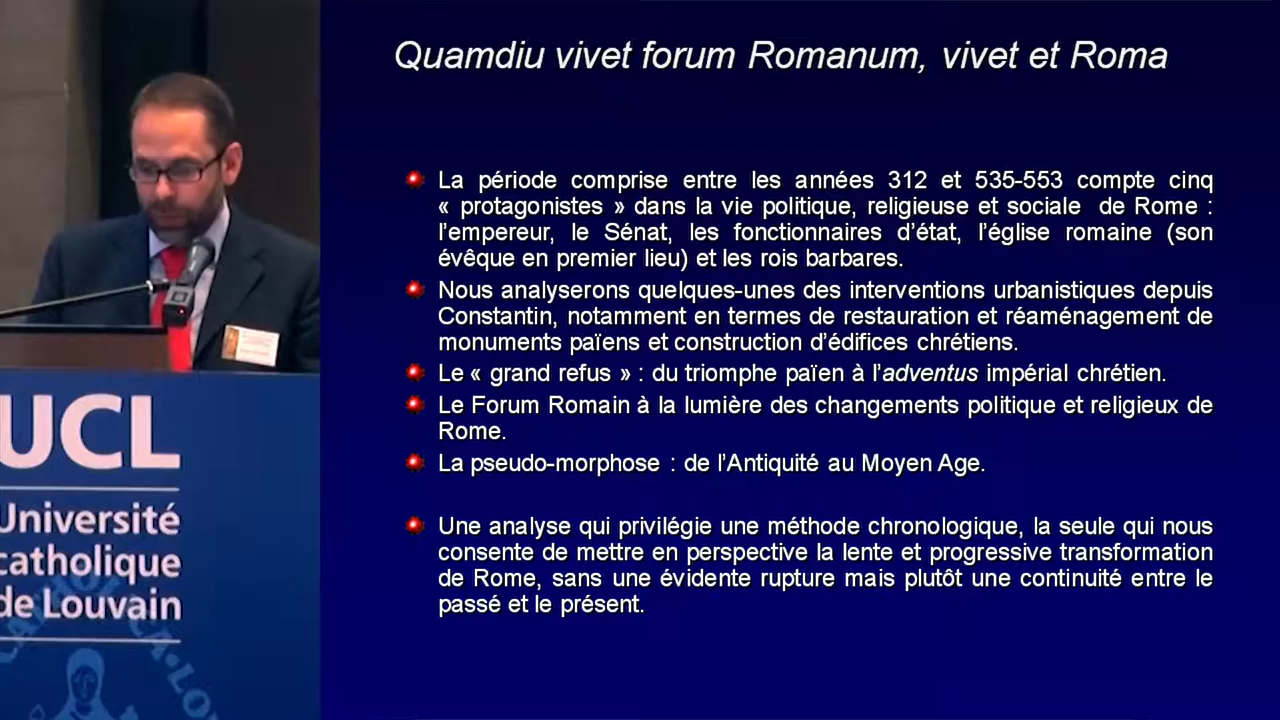 Quamdiu vivet forum Romanum, vivet et Roma
La période comprise entre les années 312 et 535-553 compte cinq
« protagonistes » dans la vie politique, religieuse et sociale de Rome :
l'empereur, le Sénat, les fonctionnaires d'état, l'église romaine (son
évêque en premier lieu) et les rois barbares.
Nous analyserons quelques-unes des interventions urbanistiques depuis
Constantin, notamment en termes de restauration et réaménagement de
monuments païens et construction d'édifices chrétiens.
Le « grand refus » : du triomphe païen à l'adventus impérial chrétien.
Le Forum Romain à la lumière des changements politique et religieux de
Rome.
La pseudo-morphose : de l'Antiquité au Moyen Age.
Une analyse qui privilégie une méthode chronologique, la seule qui nous
consente de mettre en perspective la lente et progressive transformation
de Rome, sans une évidente rupture mais plutôt une continuité entre le
passé et le présent.
UCL
Université
catholique
de Louvain